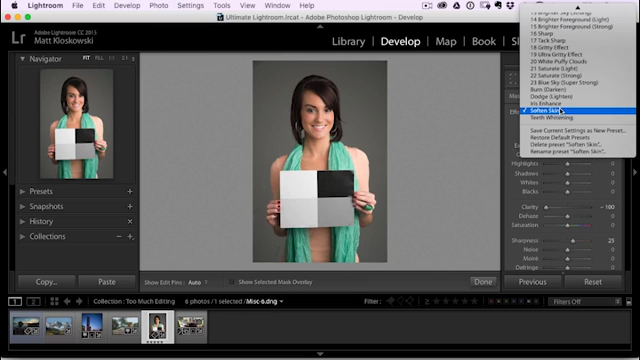 Lightroom File Edit Develop Photo Settings Tools View Window
13 Brighter Sky (Strong)
14 Brighter Foreground (Light)
15 Brighter Foreground (Strong)
16 Sharp
17 Tack Sharp
18 Gritty Effect
19 Ultra Gritty Effect
20 White Puffy Clouds
21 Saturate (Light)
22 Saturate (Strong)
23 Blue Sky (Super Strong)
Burn (Darken)
Dodge (Lighten)
Iris Enhance
✓ Soften Skin
Teeth Whitening
Save Current Settings as New Preset...
Restore Default Presets
Delete preset "Soften Skin"...
Rename preset "Soften Skin"...
Ultimate Lightroom.lrcat - Adobe Photoshop Lightroom - Develop
Lr Adobe Lightroom CC 2015
Matt Kloskowski
Library | Develop | Map | Book |
Navigator FIT FILL
Presets
Snapshots
History
Collections
Highlights
Shadows
Whites
Blacks
Clarity - 100
Dehaze
Saturation
Sharpness 25
Noise
Moiré
Defringe
Copy... Paste
Show Edit Pins : Auto Show Selected Mask Overlay Done
Previous Reset
1 2 Collection : Too Much Editing 6 photos / 1 selected / Misc-6.dng Filter : Filters Off